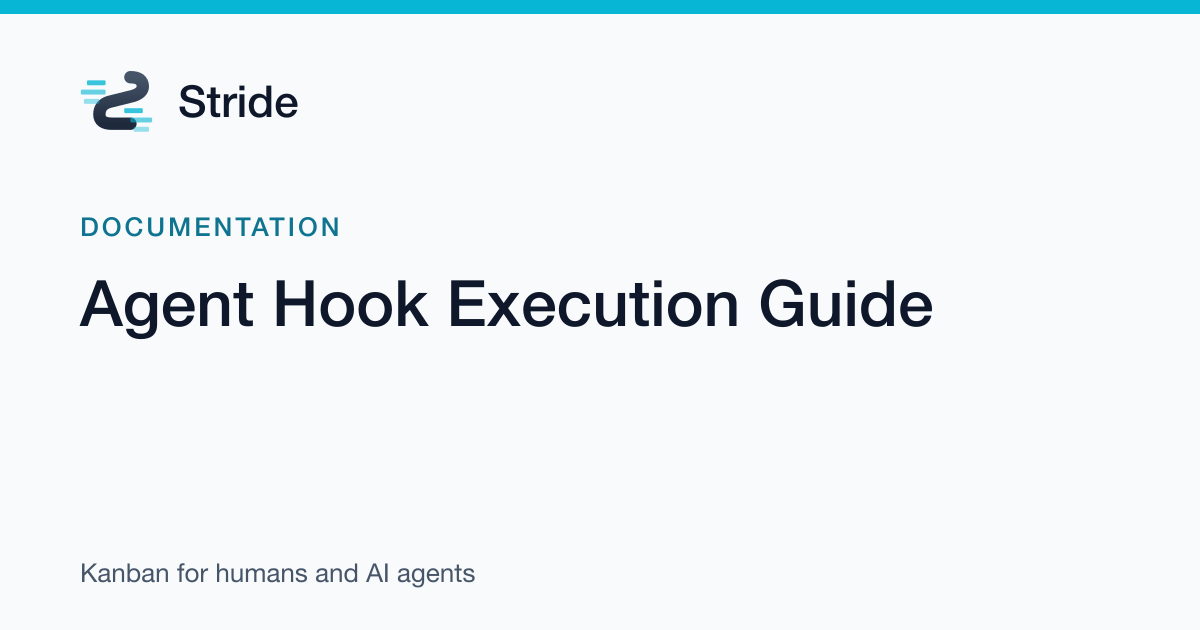 Stride
DOCUMENTATION
Agent Hook Execution Guide
Kanban for humans and AI agents